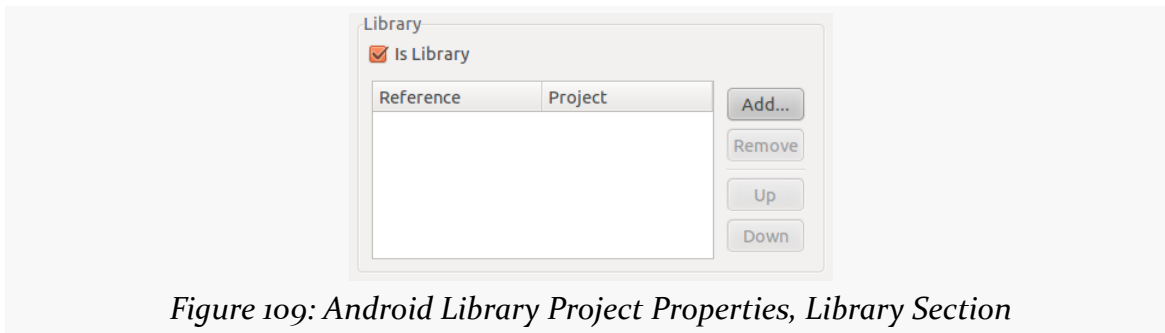 Library
Is Library
Reference Project
Add...
Remove
Up
Down
Figure 109: Android Library Project Properties, Library Section